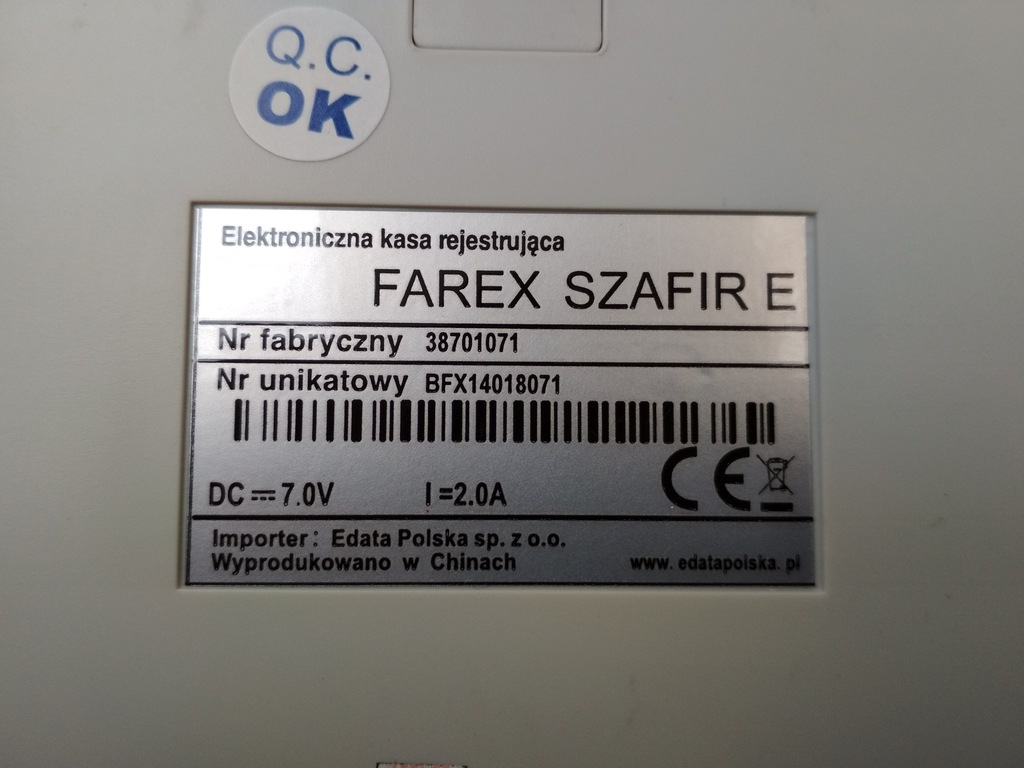 Q.C.
OK
Elektroniczna kasa rejestrująca
FAREX SZAFIR E
Nr fabryczny 38701071
Nr unikatowy BFX14018071
CE
DC ⎓ 7.0V I =2.0A
Importer: Edata Polska sp. z o.o.
Wyprodukowano w Chinach www. edatapolska. pl